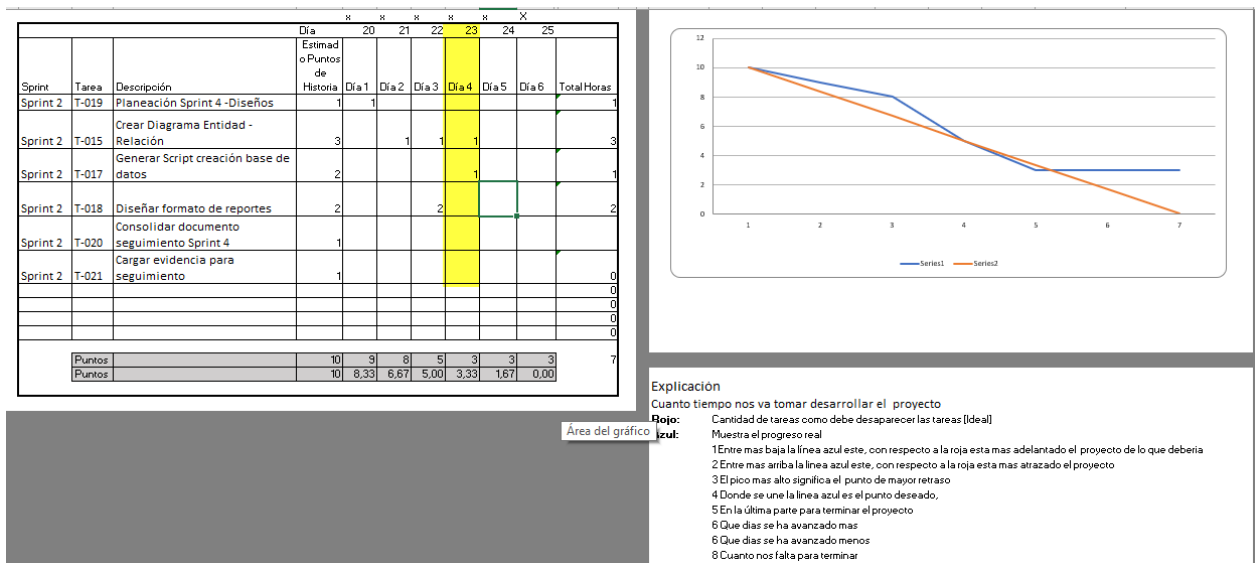 x x x x x X
Día 20 21 22 23 24 25
Sprint Tarea Descripción Estimad o Puntos de Historia Día 1 Día 2 Día 3 Día 4 Día 5 Día 6 Total Horas
Sprint 2 T-019 Planeación Sprint 4 -Diseños 1 1 1
Sprint 2 T-015 Crear Diagrama Entidad - Relación 3 1 1 1 3
Sprint 2 T-017 Generar Script creación base de datos 2 1 1
Sprint 2 T-018 Diseñar formato de reportes 2 2 2
Sprint 2 T-020 Consolidar documento seguimiento Sprint 4 1
Sprint 2 T-021 Cargar evidencia para seguimiento 1 0
0
0
0
0
Puntos 10 9 8 5 3 3 3 7
Puntos 10 8,33 6,67 5,00 3,33 1,67 0,00
12
10
8
6
4
2
0
1 2 3 4 5 6 7
Series1 Series2
Área del gráfico
Explicación
Cuanto tiempo nos va tomar desarrollar el proyecto
Rojo: Cantidad de tareas como debe desaparecer las tareas [Ideal]
zul: Muestra el progreso real
1 Entre mas baja la línea azul este, con respecto a la roja esta mas adelantado el proyecto de lo que deberia
2 Entre mas arriba la linea azul este, con respecto a la roja esta mas atrazado el proyecto
3 El pico mas alto significa el punto de mayor retraso
4 Donde se une la linea azul es el punto deseado,
5 En la última parte para terminar el proyecto
6 Que dias se ha avanzado mas
6 Que dias se ha avanzado menos
8 Cuanto nos falta para terminar